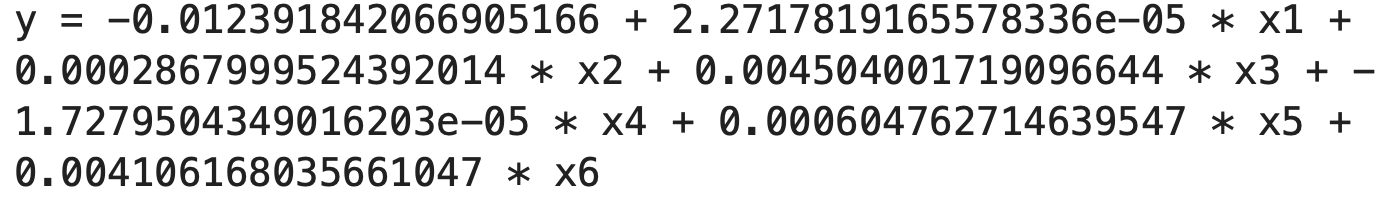 y = −0.012391842066905166 + 2.2717819165578336e−05 * x1 +
0.0002867999524392014 * x2 + 0.004504001719096644 * x3 + −
1.7279504349016203e−05 * x4 + 0.000604762714639547 * x5 +
0.004106168035661047 * x6